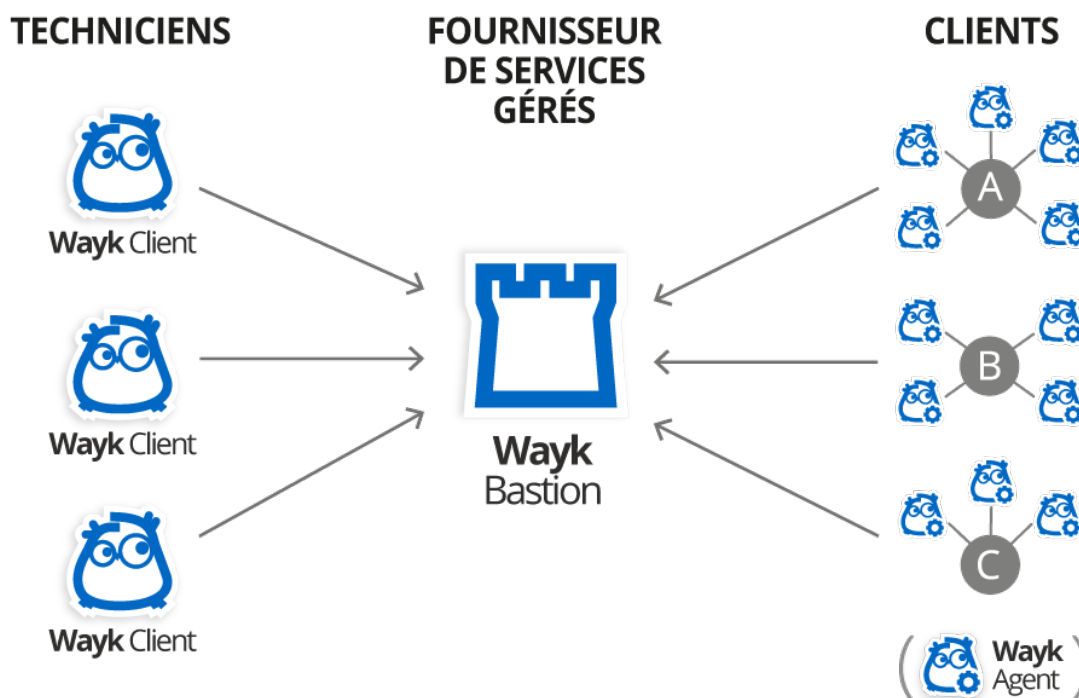 TECHNICIENS
FOURNISSEUR
DE SERVICES
GÉRÉS
CLIENTS
Wayk Client
Wayk Client
Wayk Client
Wayk
Bastion
A
B
C
( Wayk
Agent )